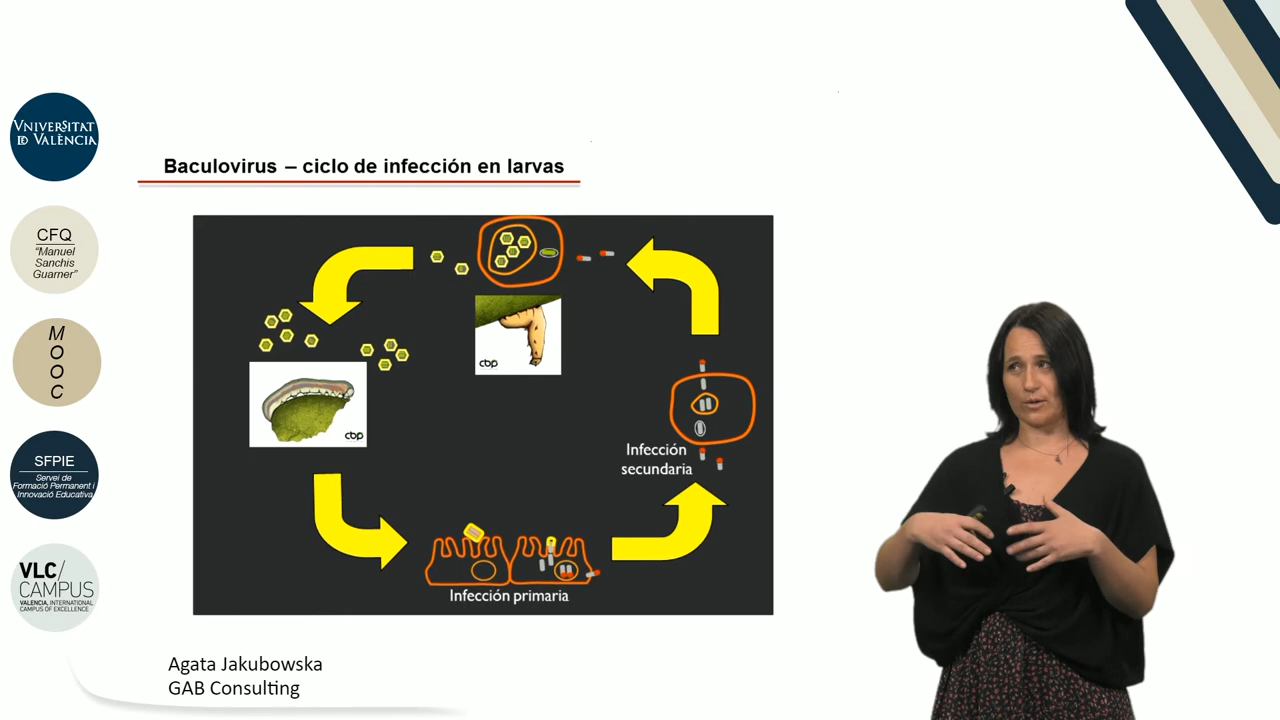 VNIVERSITAT
ID VALÈNCIA
CFQ
"Manuel
Sanchis
Guarner"
M
O
O
C
SFPIE
Servei de
Formació Permanent i
Innovació Educativa
VLC/
CAMPUS
VALENCIA, INTERNATIONAL
CAMPUS OF EXCELLENCE
Baculovirus – ciclo de infección en larvas
cbp
cbp
Infección
secundaria
Infección primaria
Agata Jakubowska
GAB Consulting